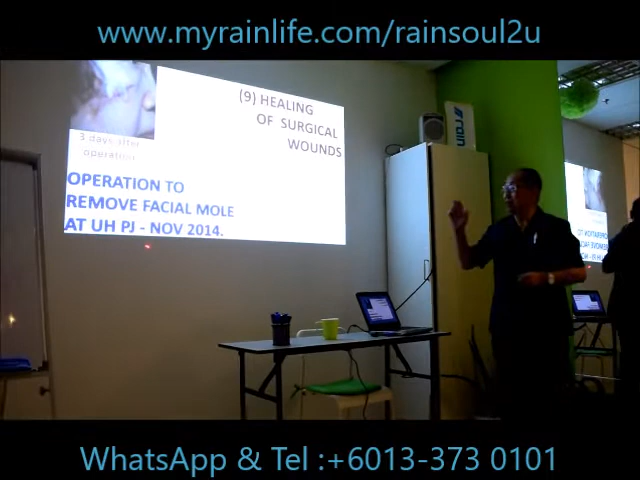 www.myrainlife.com/rainsoul2u
(9) HEALING
OF SURGICAL
WOUNDS
3 days after
operation
OPERATION TO
REMOVE FACIAL MOLE
AT UH PJ - NOV 2014.
rain
WhatsApp & Tel :+6013-373 0101